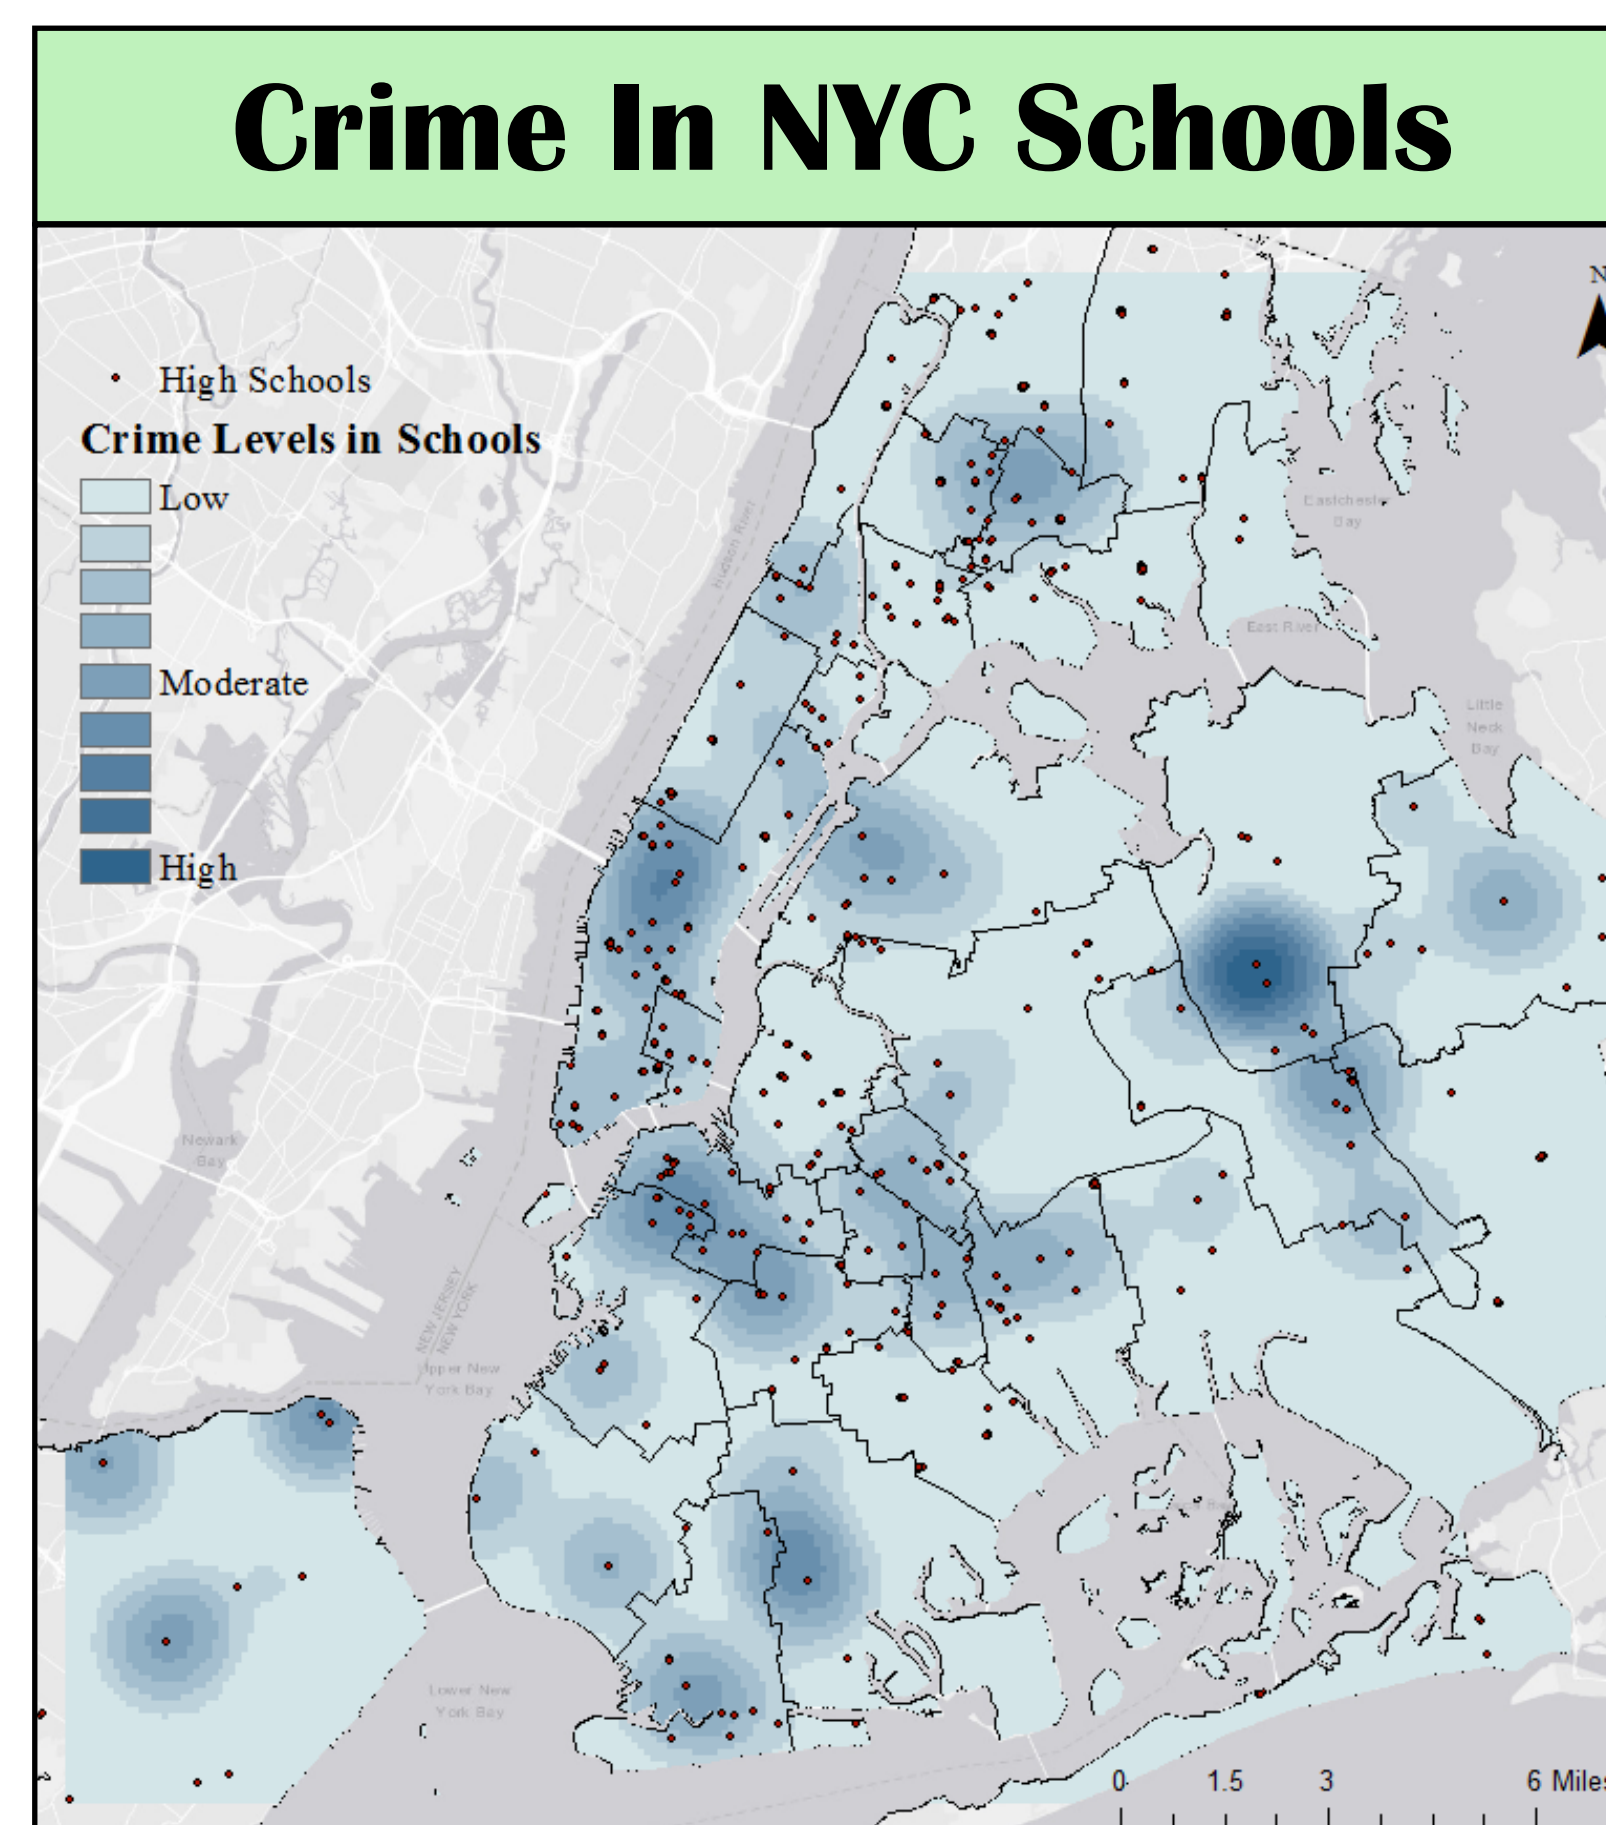 Crime In NYC Schools
N
High Schools
Crime Levels in Schools
Low
Moderate
High
Hudson River
Eastchester
Bay
East River
Little
Neck
Bay
Newark
Bay
NEW JERSEY
NEW YORK
Upper New
York Bay
Lower New
York Bay
0 1.5 3 6 Miles